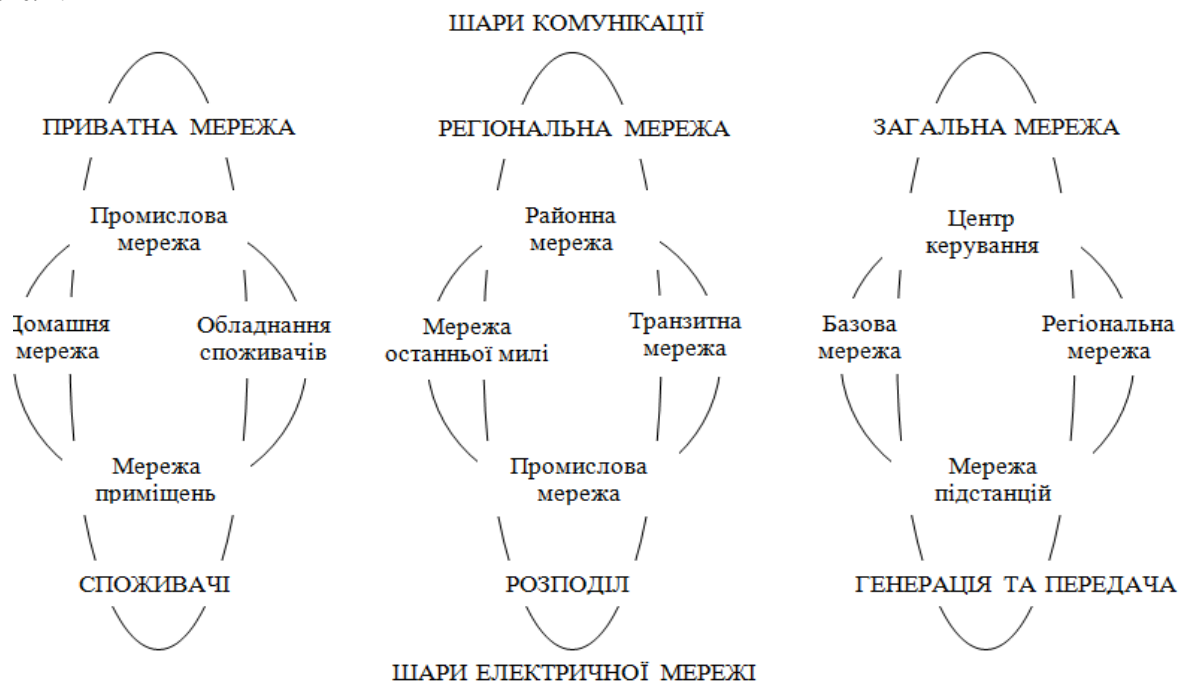 ШАРИ КОМУНІКАЦІЇ
ПРИВАТНА МЕРЕЖА
РЕГІОНАЛЬНА МЕРЕЖА
ЗАГАЛЬНА МЕРЕЖА
Промислова
мережа
Районна
мережа
Центр
керування
Домашня
мережа
Обладнання
споживачів
Мережа
останньої милі
Транзитна
мережа
Базова
мережа
Регіональна
мережа
Мережа
приміщень
Промислова
мережа
Мережа
підстанцій
СПОЖИВАЧІ
РОЗПОДІЛ
ГЕНЕРАЦІЯ ТА ПЕРЕДАЧА
ШАРИ ЕЛЕКТРИЧНОЇ МЕРЕЖІ